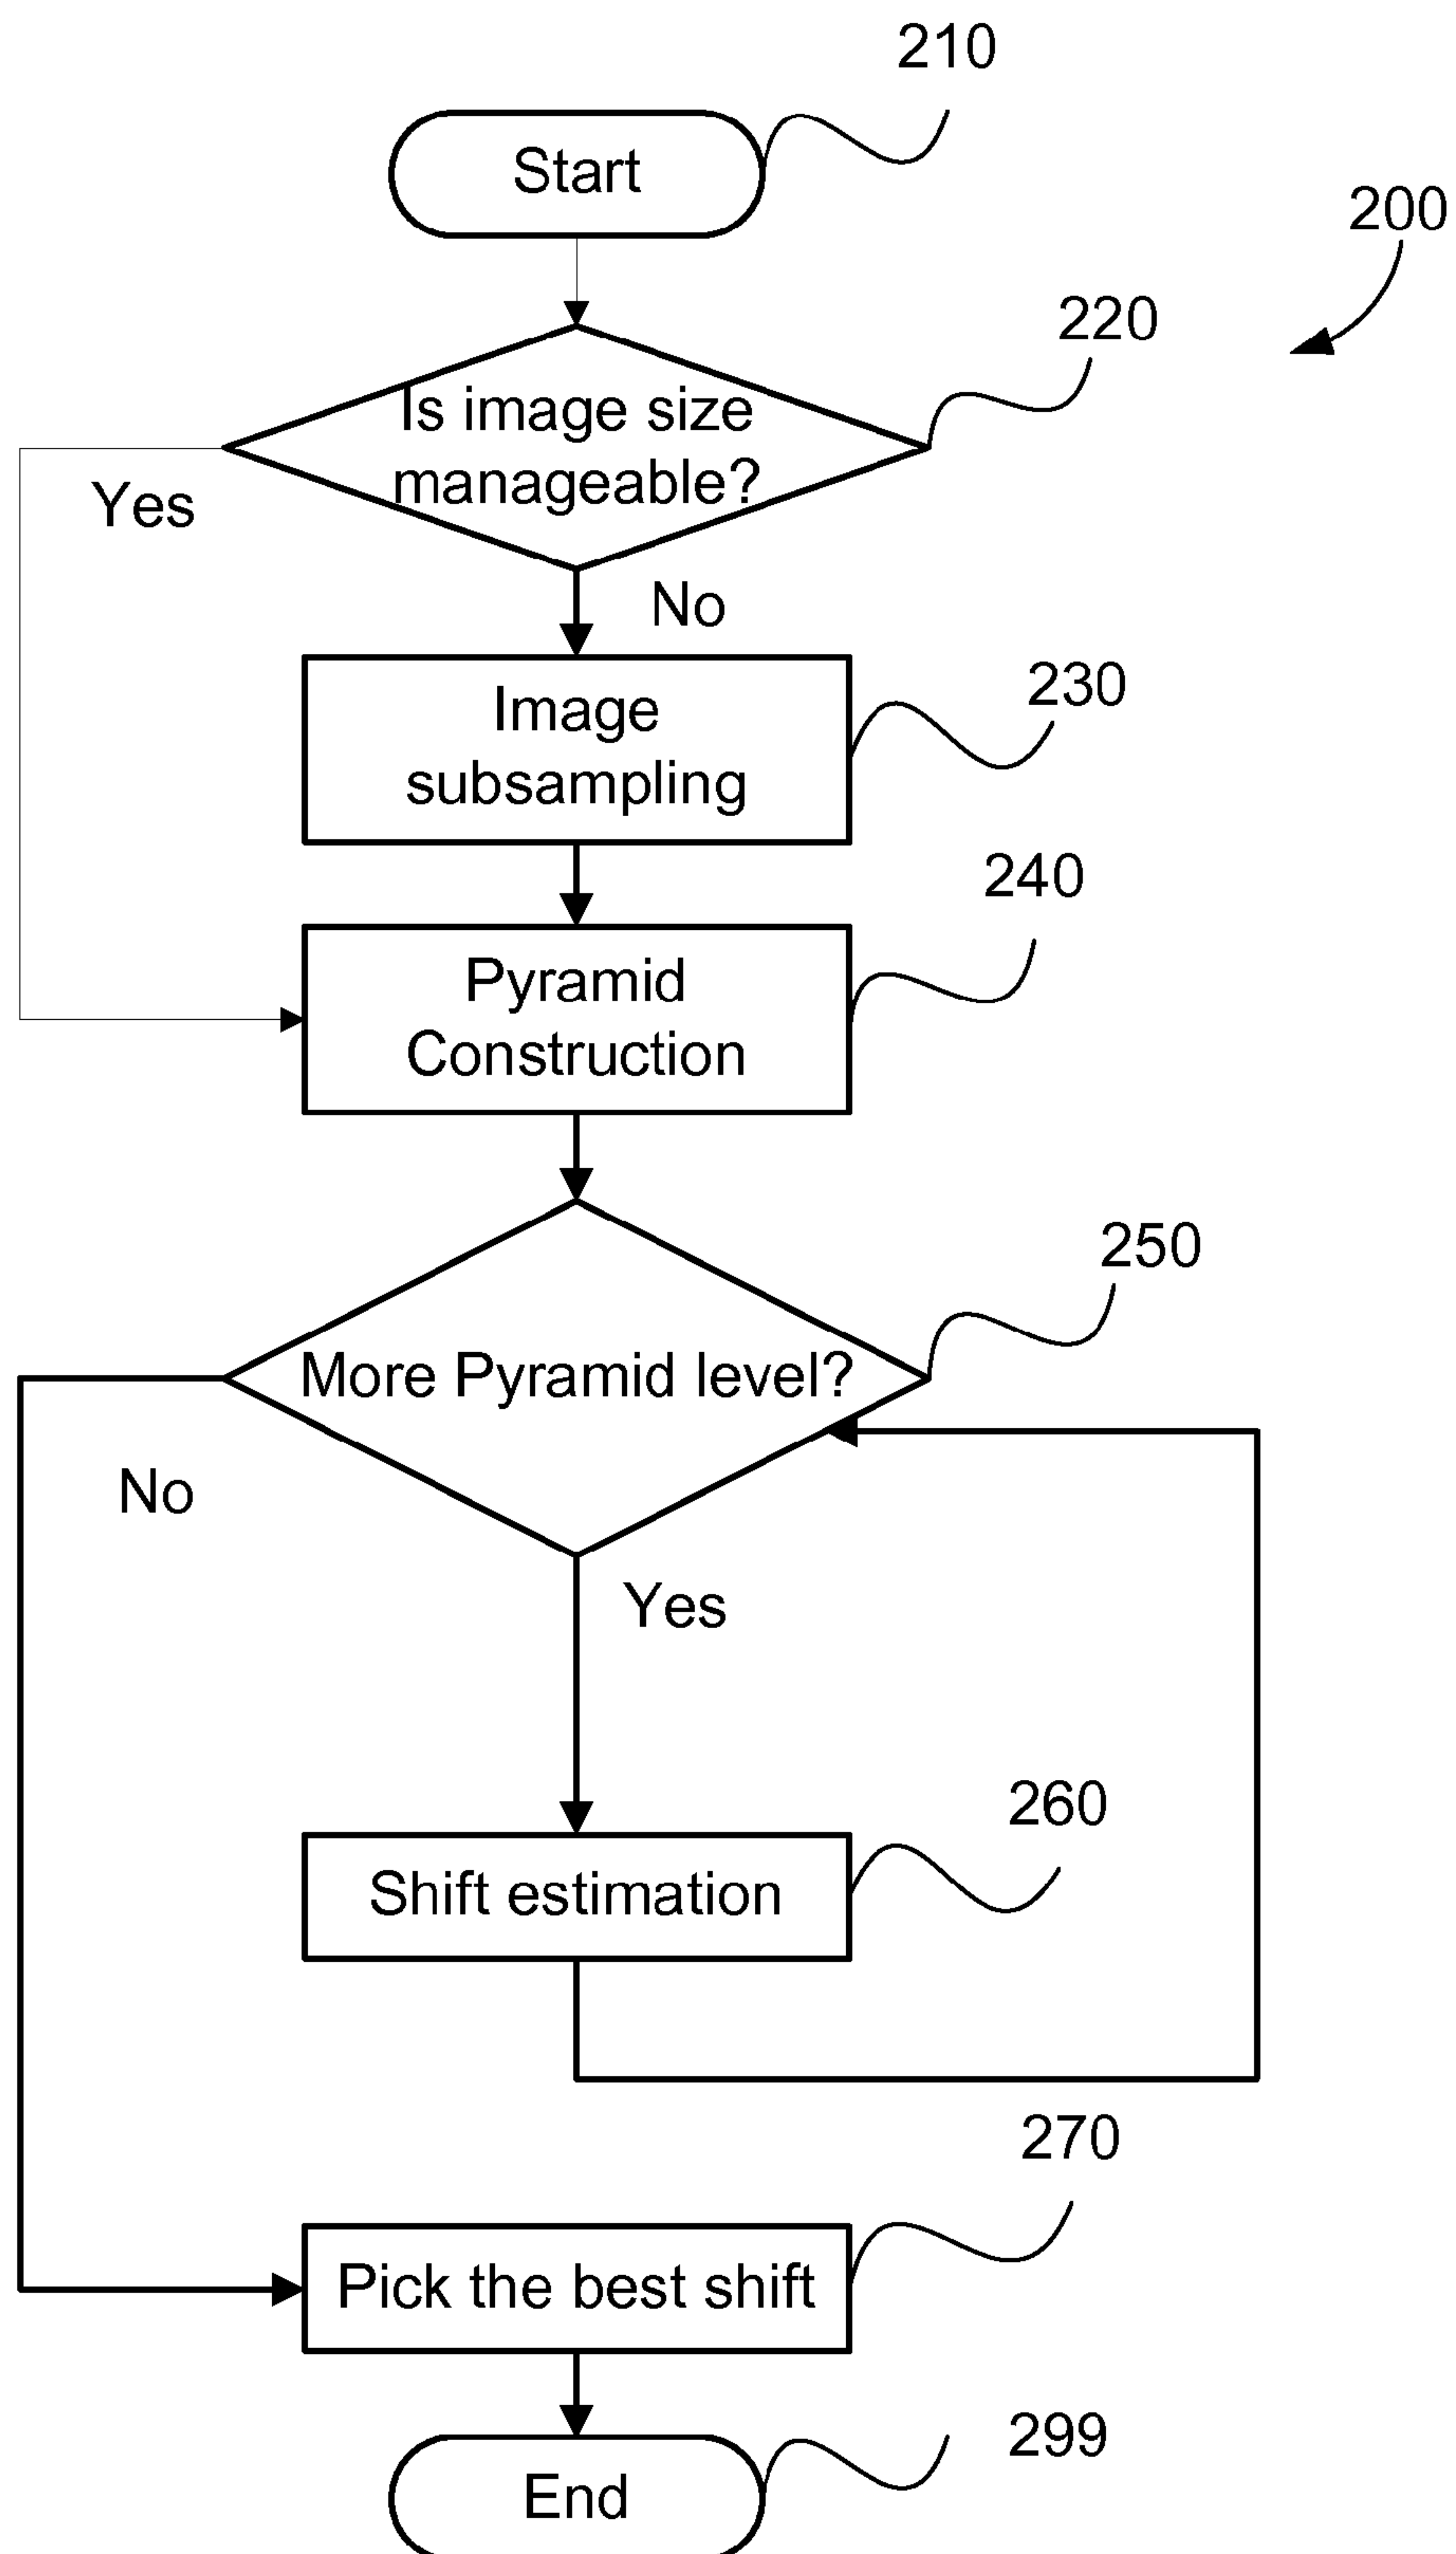 210
Start
200
220
Is image size
manageable?
Yes
No
230
Image
subsampling
240
Pyramid
Construction
250
More Pyramid level?
No
Yes
260
Shift estimation
270
Pick the best shift
299
End